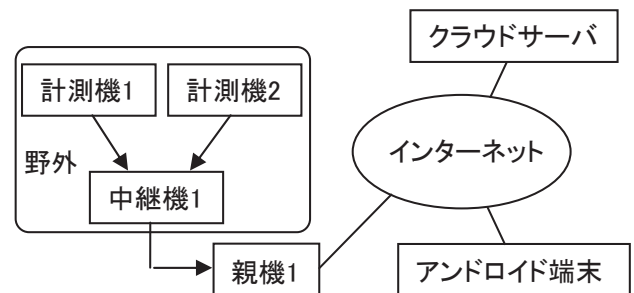 クラウドサーバ
計測機1
計測機2
インターネット
野外
中継機1
親機1
アンドロイド端末